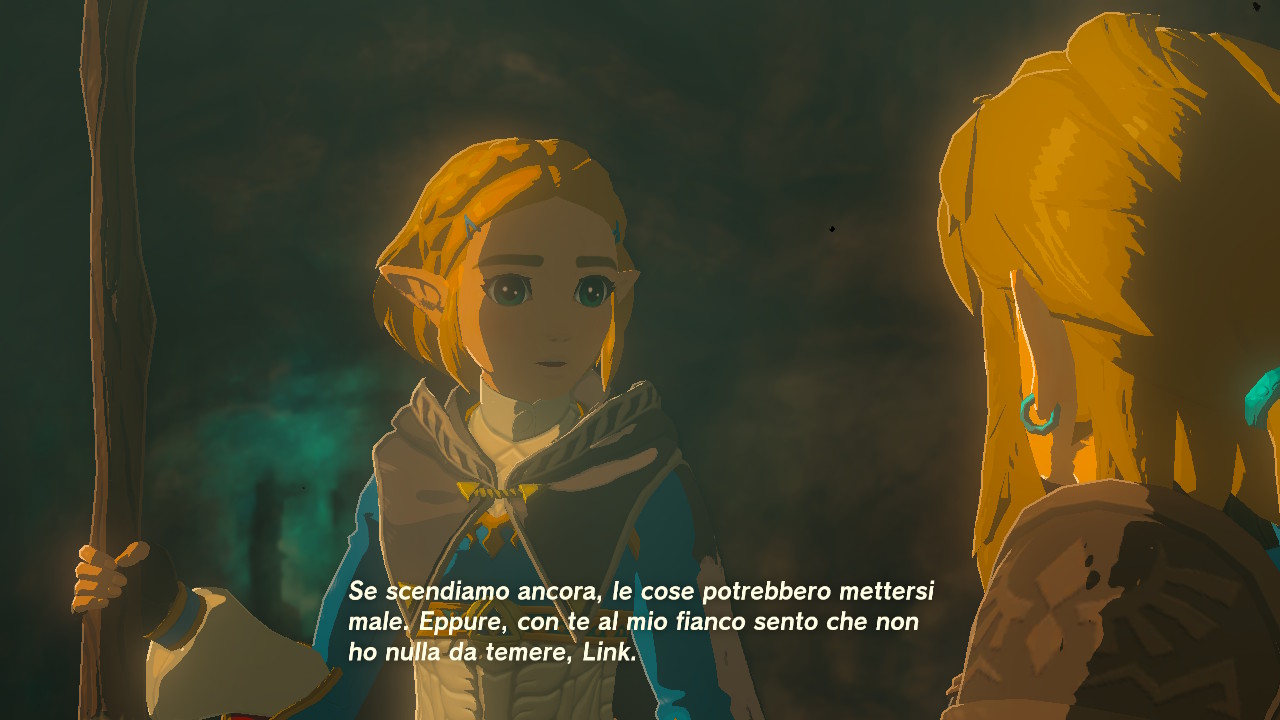 Se scendiamo ancora, le cose potrebbero mettersi
male. Eppure, con te al mio fianco sento che non
ho nulla da temere, Link.